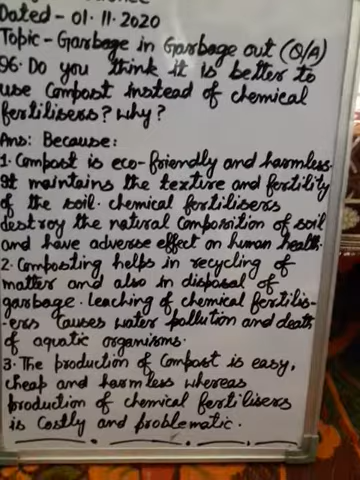 Dated - 01.11.2020
Topic - Garbage in Garbage out (Q/A)
Q6. Do you think it is better to
use compost instead of chemical
fertilisers? Why?
Ans: Because:
1. Compost is eco-friendly and harmless.
It maintains the texture and fertility
of the soil. chemical fertilisers
destroy the natural composition of soil
and have adverse effect on human health.
2. Composting helps in recycling of
matter and also in disposal of
garbage. Leaching of chemical fertilis-
-ers causes water pollution and death
of aquatic organisms.
3. The production of compost is easy,
cheap and harmless whereas
production of chemical fertilisers
is costly and problematic.